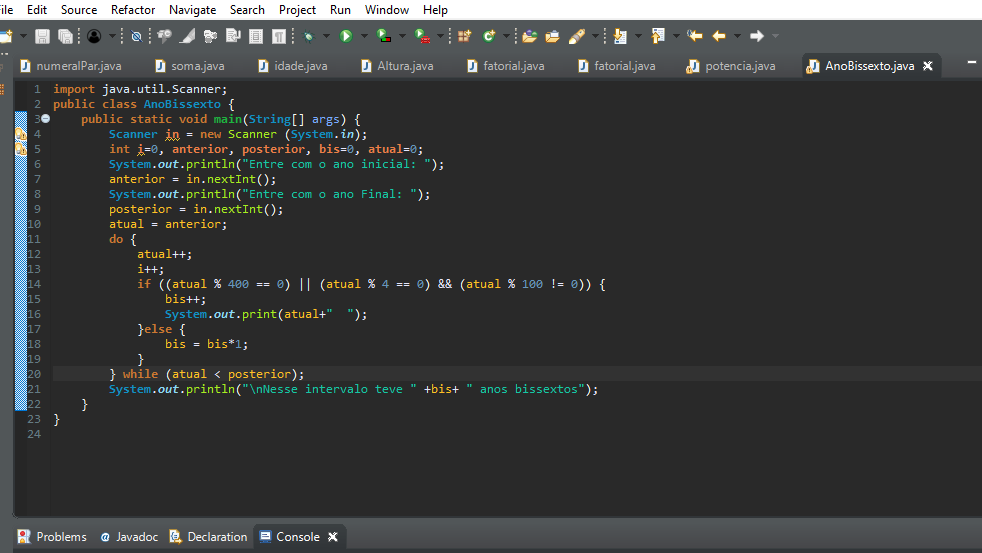 File Edit Source Refactor Navigate Search Project Run Window Help
numeralPar.java soma.java idade.java Altura.java fatorial.java fatorial.java potencia.java AnoBissexto.java
1 import java.util.Scanner;
2 public class AnoBissexto {
3 public static void main(String[] args) {
4 Scanner in = new Scanner (System.in);
5 int i=0, anterior, posterior, bis=0, atual=0;
6 System.out.println("Entre com o ano inicial: ");
7 anterior = in.nextInt();
8 System.out.println("Entre com o ano Final: ");
9 posterior = in.nextInt();
10 atual = anterior;
11 do {
12 atual++;
13 i++;
14 if ((atual % 400 == 0) || (atual % 4 == 0) && (atual % 100 != 0)) {
15 bis++;
16 System.out.print(atual+"  ");
17 }else {
18 bis = bis*1;
19 }
20 } while (atual < posterior);
21 System.out.println("\nNesse intervalo teve " +bis+ " anos bissextos");
22 }
23 }
24
Problems Javadoc Declaration Console